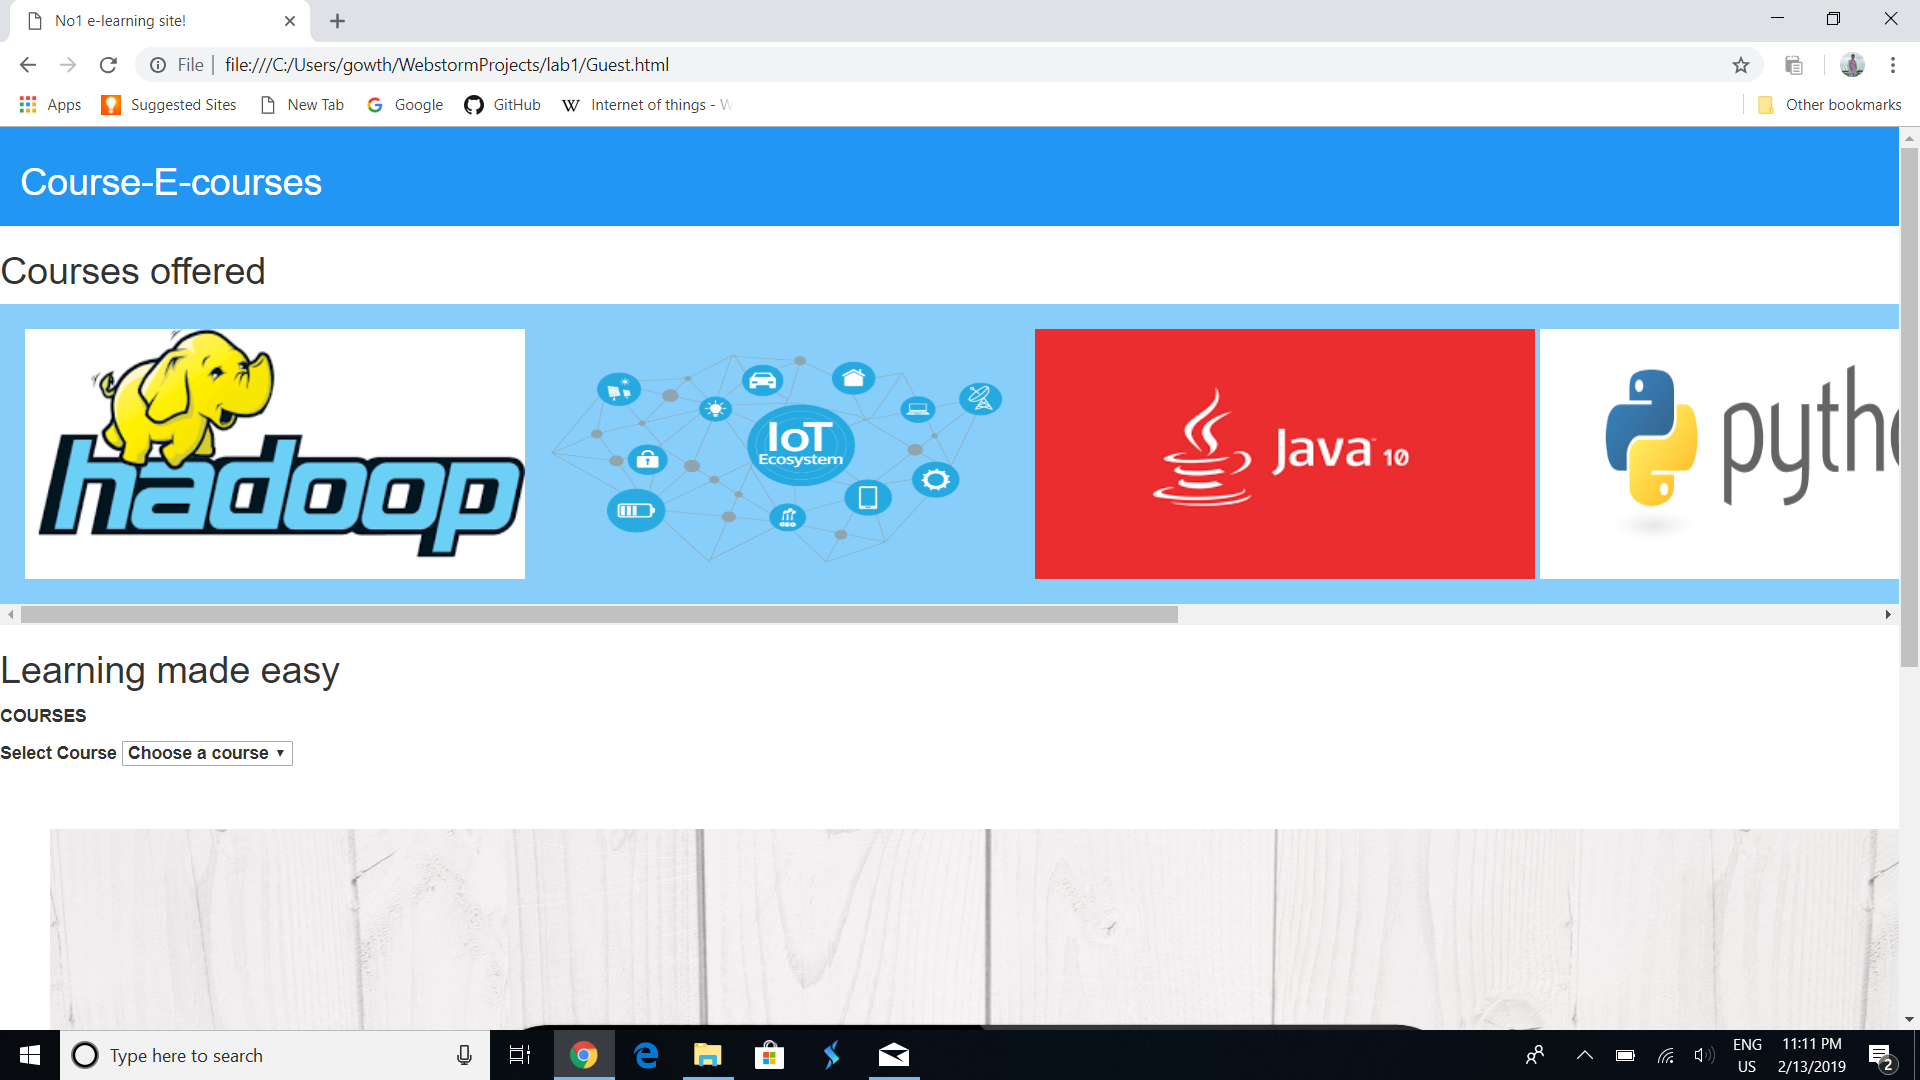 No1 e-learning site!
File
file:///C:/Users/gowth/WebstormProjects/lab1/Guest.html
Apps
Suggested Sites
New Tab
Google
GitHub
Internet of things - W
Other bookmarks
Course-E-courses
Courses offered
hadoop
IoT
Ecosystem
Java 10
pytho
Learning made easy
COURSES
Select Course Choose a course
Type here to search
ENG
US
11:11 PM
2/13/2019
2